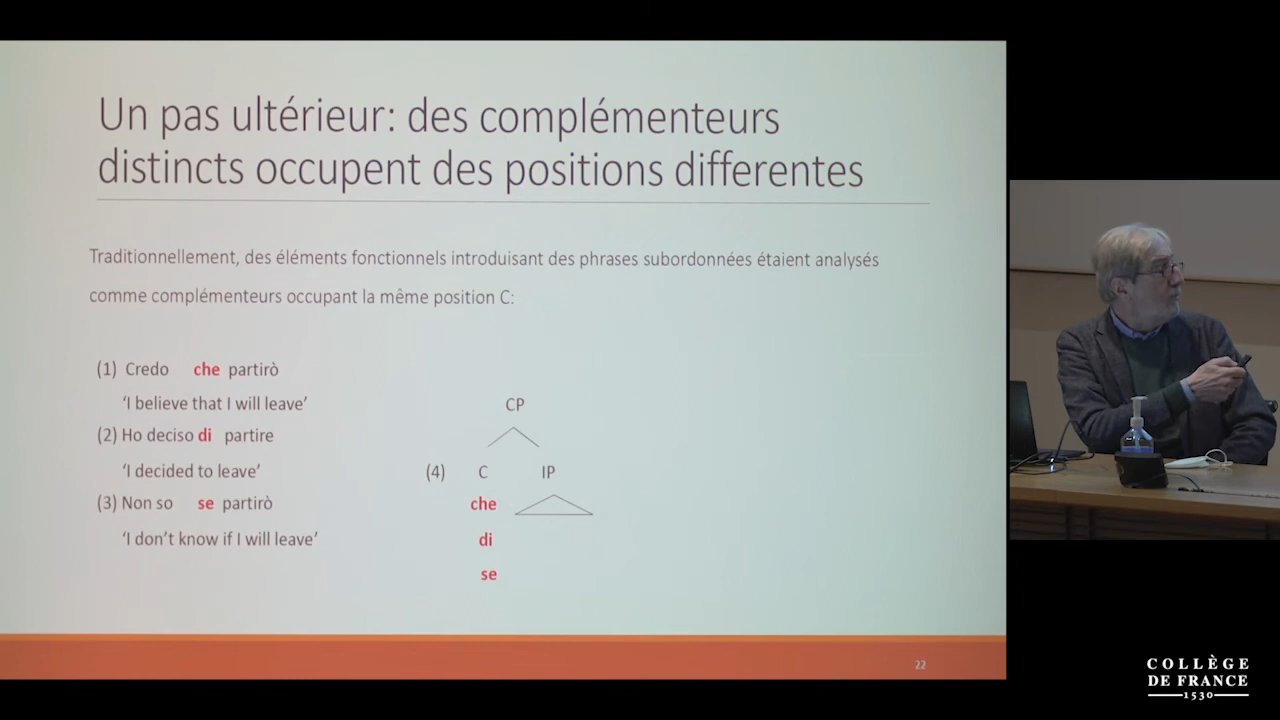 Un pas ultérieur: des complémenteurs
distincts occupent des positions differentes
Traditionnellement, des éléments fonctionnels introduisant des phrases subordonnées étaient analysés
comme complémenteurs occupant la même position C:
(1) Credo che partirò
‘I believe that I will leave’
(2) Ho deciso di partire
‘I decided to leave’
(3) Non so se partirò
‘I don’t know if I will leave’
CP
(4) C IP
che
di
se
22
COLLÈGE
DE FRANCE
1530